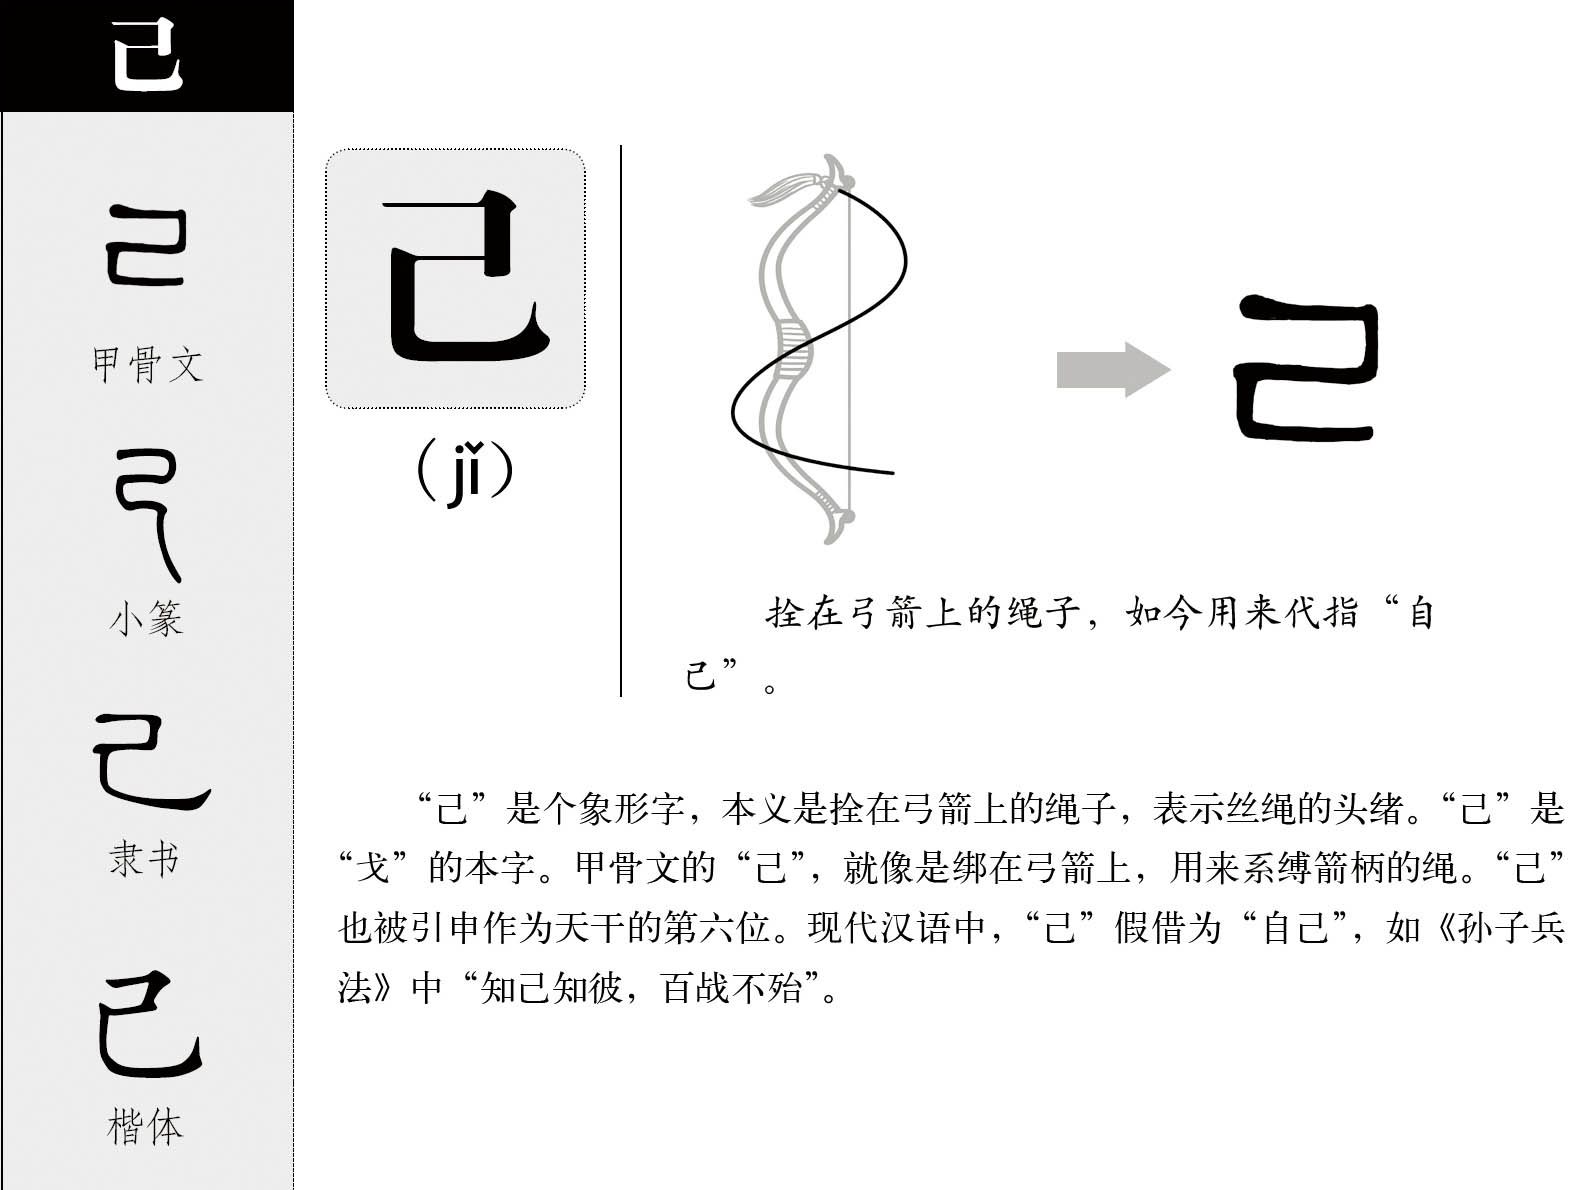 己
己
甲骨文
己
小篆
己
隶书
己
楷体
己
（jǐ）
己
拴在弓箭上的绳子，如今用来代指“自
己”。
“己”是个象形字，本义是拴在弓箭上的绳子，表示丝绳的头绪。“己”是
“戈”的本字。甲骨文的“己”，就像是绑在弓箭上，用来系缚箭柄的绳。“己”
也被引申作为天干的第六位。现代汉语中，“己”假借为“自己”，如《孙子兵
法》中“知己知彼，百战不殆”。